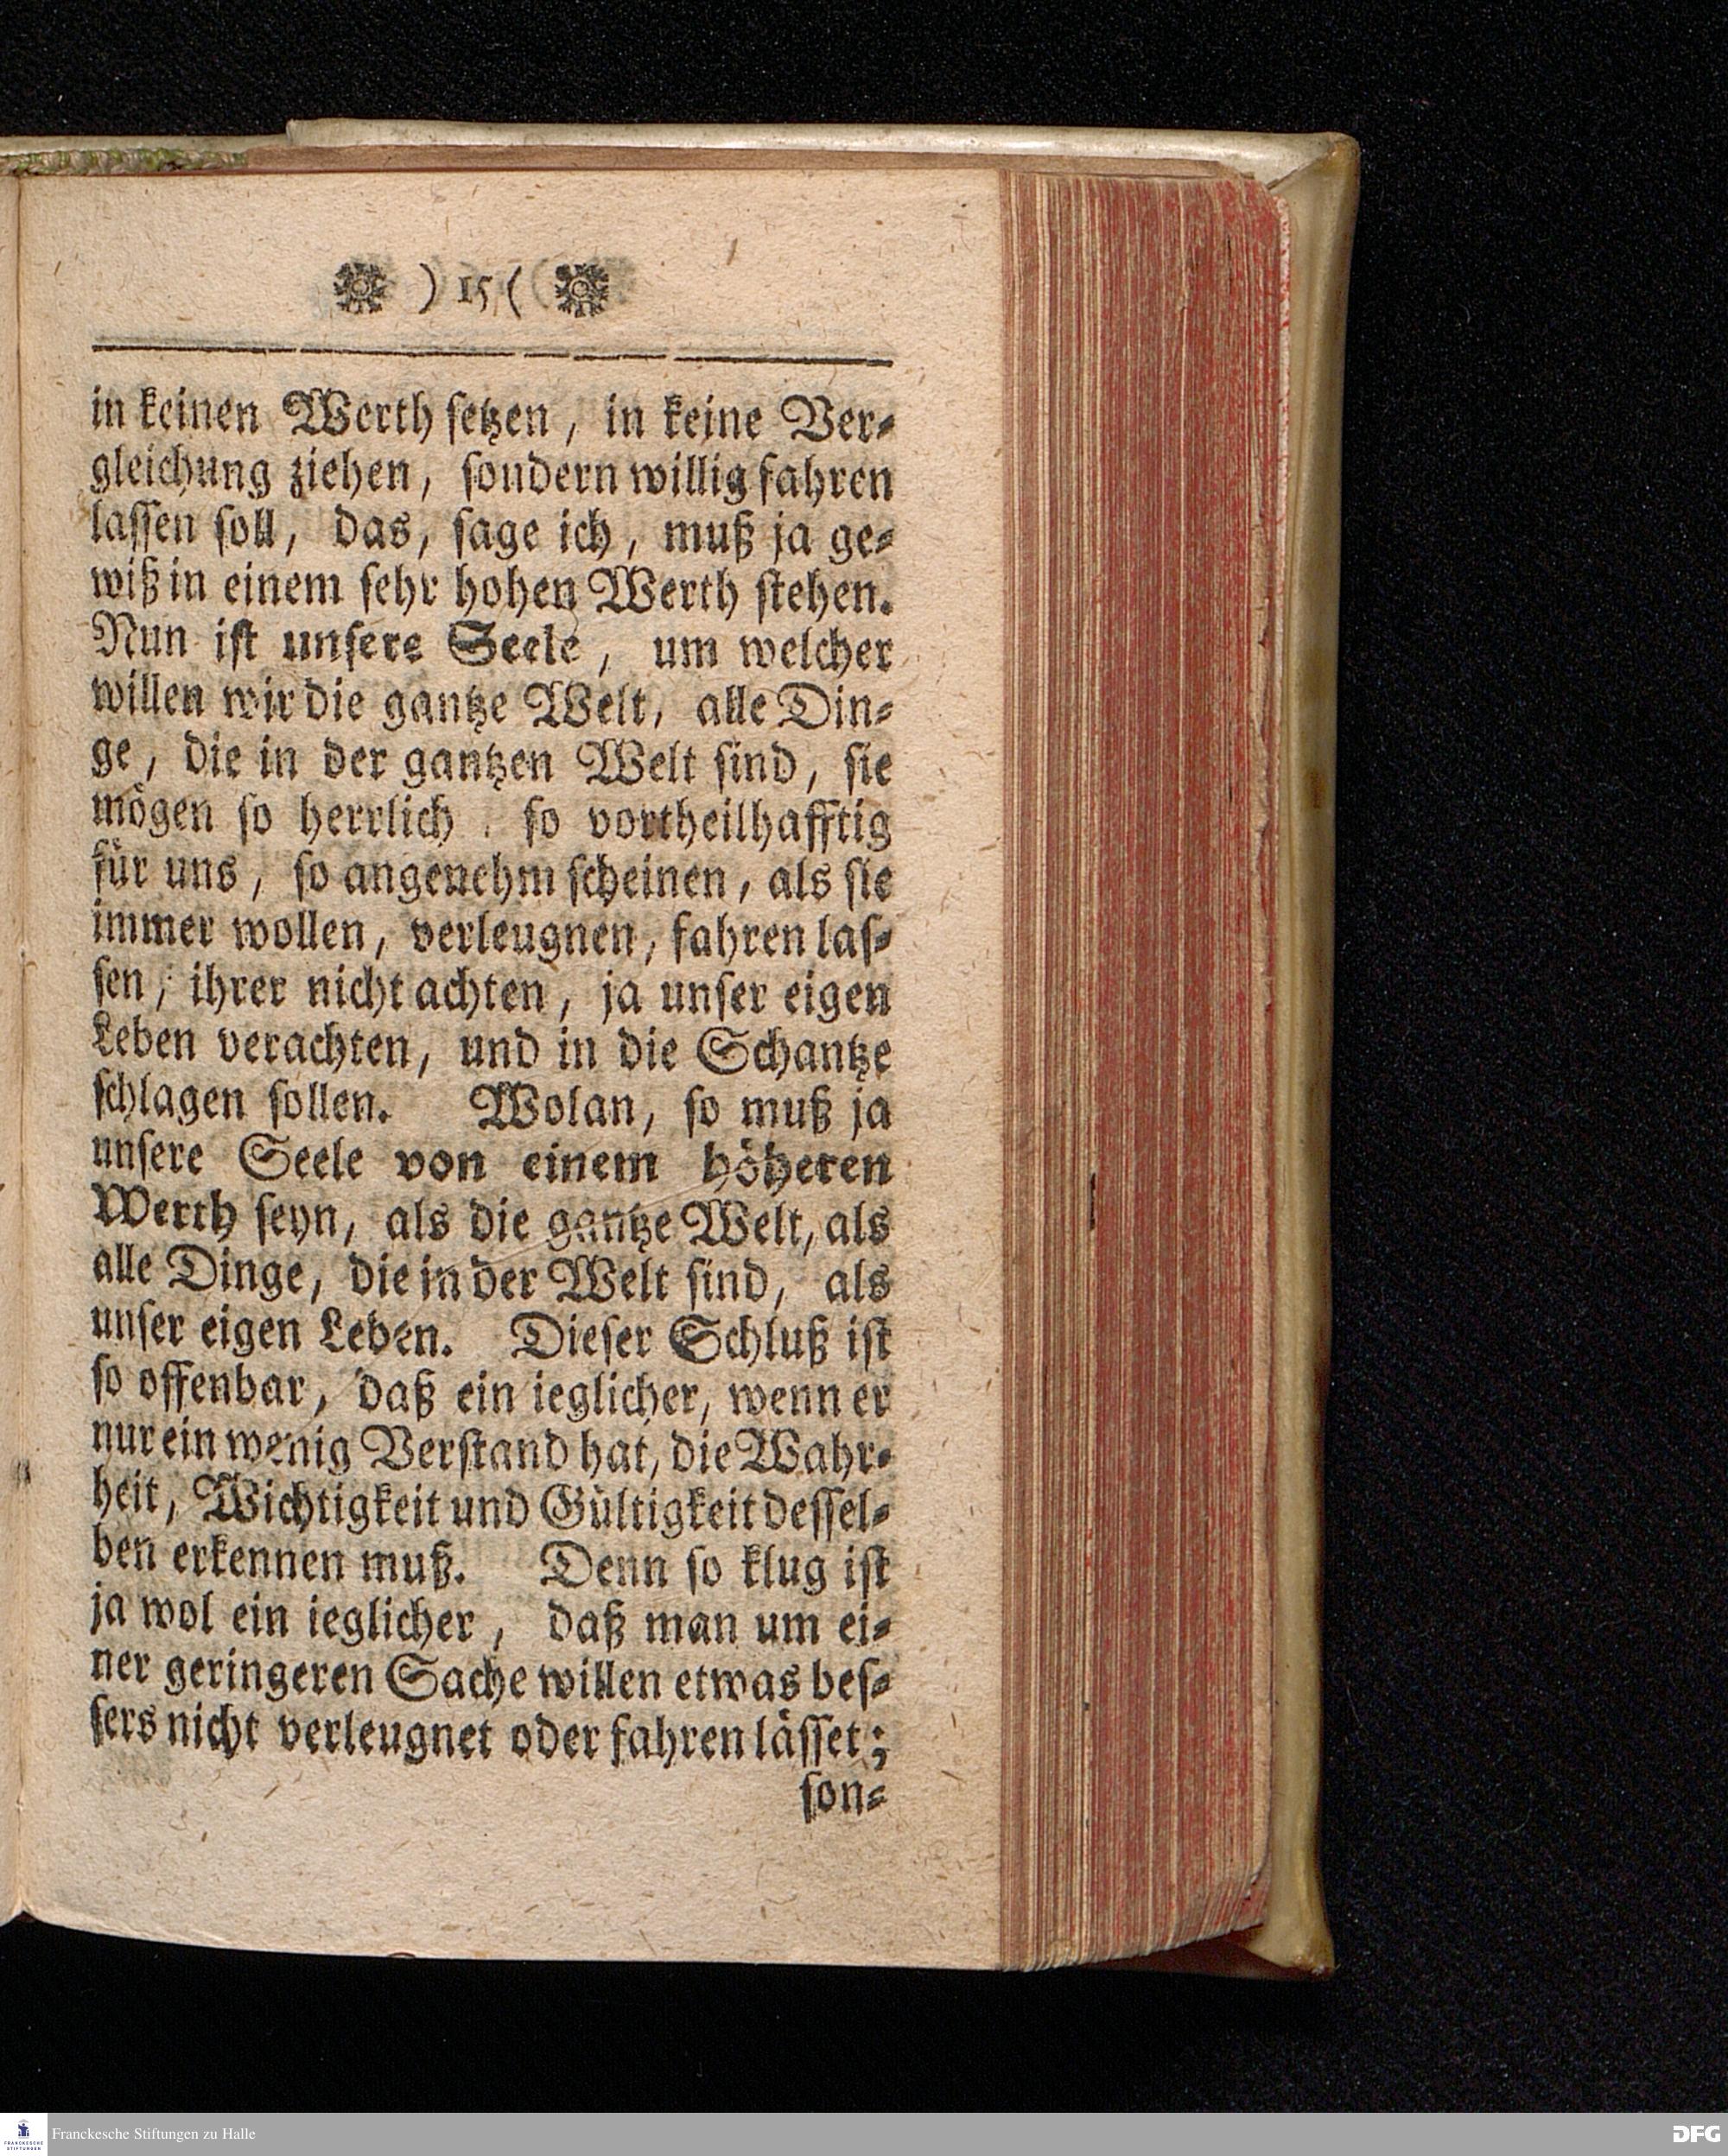 ) 15 (
in keinen Werth ſetzen, in keine Ver⸗
gleichung ziehen, ſondern willig fahren
laſſen ſoll, das, ſage ich, muß ja ge⸗
wiß in einem ſehr hohen Werth ſtehen.
Nun iſt unſere Seele, um welcher
willen wir die gantze Welt, alle Din⸗
ge, die in der gantzen Welt ſind, ſie
mögen ſo herrlich, ſo vortheilhafftig
für uns, ſo angenehm ſcheinen, als ſie
immer wollen, verleugnen, fahren laſ⸗
ſen, ihrer nicht achten, ja unſer eigen
Leben verachten, und in die Schantze
ſchlagen ſollen. Wolan, ſo muß ja
unſere Seele von einem höheren
Werth ſeyn, als die gantze Welt, als
alle Dinge, die in der Welt ſind, als
unſer eigen Leben. Dieſer Schluß iſt
ſo offenbar, daß ein ieglicher, wenn er
nur ein wenig Verſtand hat, die Wahr⸗
heit, Wichtigkeit und Gültigkeit deſſel⸗
ben erkennen muß. Denn ſo klug iſt
ja wol ein ieglicher, daß man um ei⸗
ner geringeren Sache willen etwas beſ⸗
ſers nicht verleugnet oder fahren läſſet;
ſon⸗
FRANCKESCHE STIFTUNGEN
Franckesche Stiftungen zu Halle
DFG